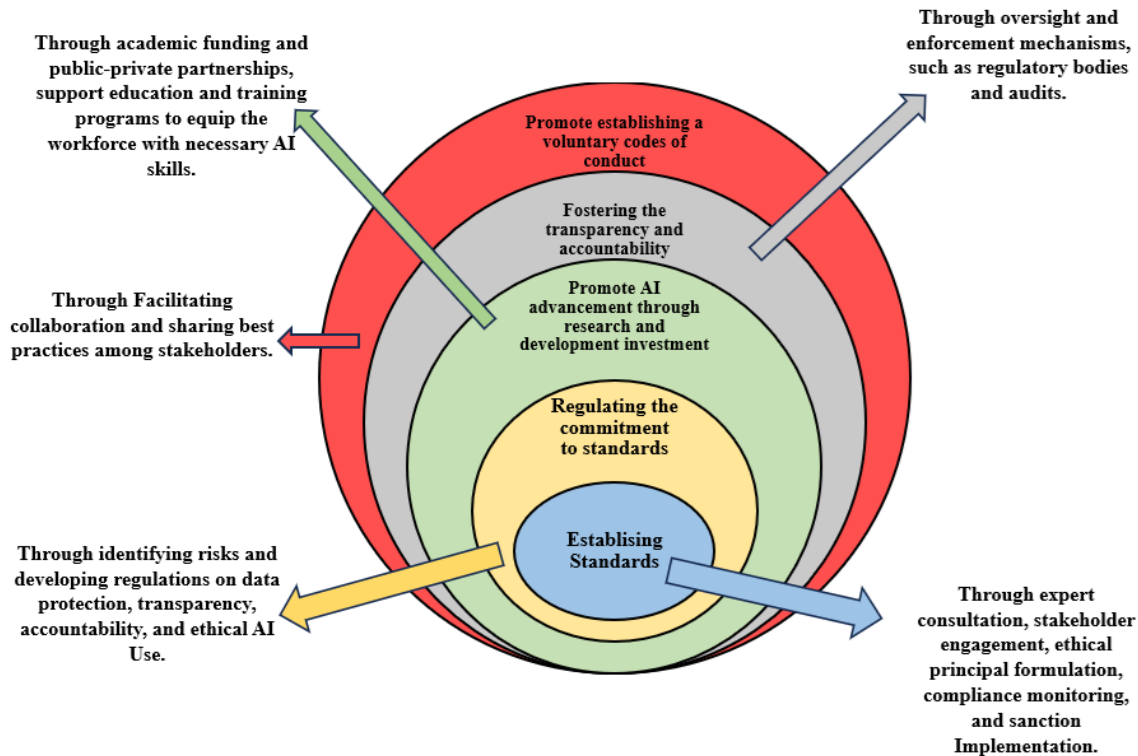 Through academic funding and
public-private partnerships,
support education and training
programs to equip the
workforce with necessary AI
skills.
Through oversight and
enforcement mechanisms,
such as regulatory bodies
and audits.
Promote establishing a
voluntary codes of
conduct
Fostering the
transparency and
accountability
Promote AI
advancement through
research and
development investment
Through Facilitating
collaboration and sharing best
practices among stakeholders.
Regulating the
commitment
to standards
Establising
Standards
Through identifying risks and
developing regulations on data
protection, transparency,
accountability, and ethical AI
Use.
Through expert
consultation, stakeholder
engagement, ethical
principal formulation,
compliance monitoring,
and sanction
Implementation.